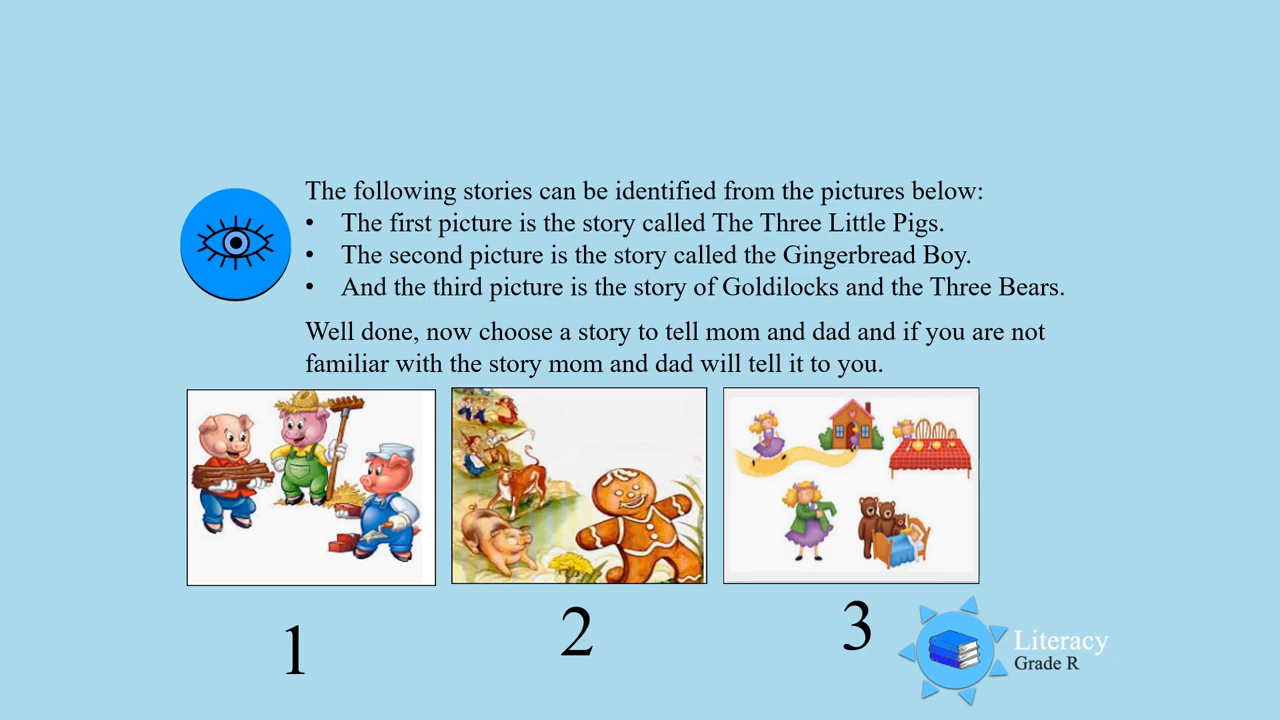 The following stories can be identified from the pictures below:
• The first picture is the story called The Three Little Pigs.
• The second picture is the story called the Gingerbread Boy.
• And the third picture is the story of Goldilocks and the Three Bears.
Well done, now choose a story to tell mom and dad and if you are not
familiar with the story mom and dad will tell it to you.
1
2
3
Literacy
Grade R